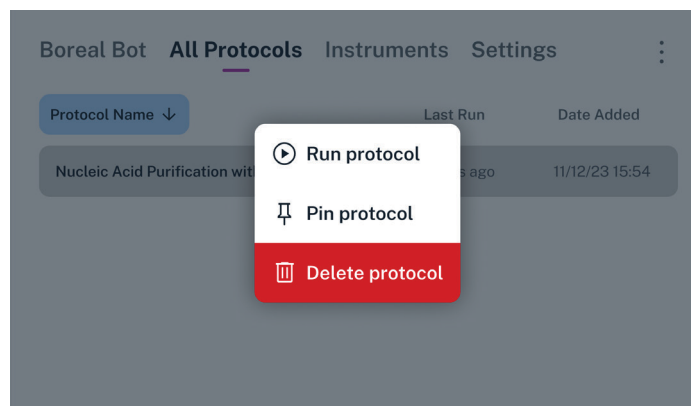 Boreal Bot All Protocols Instruments Settings
Protocol Name Last Run Date Added
Nucleic Acid Purification ago 11/12/23 15:54
Run protocol
Pin protocol
Delete protocol